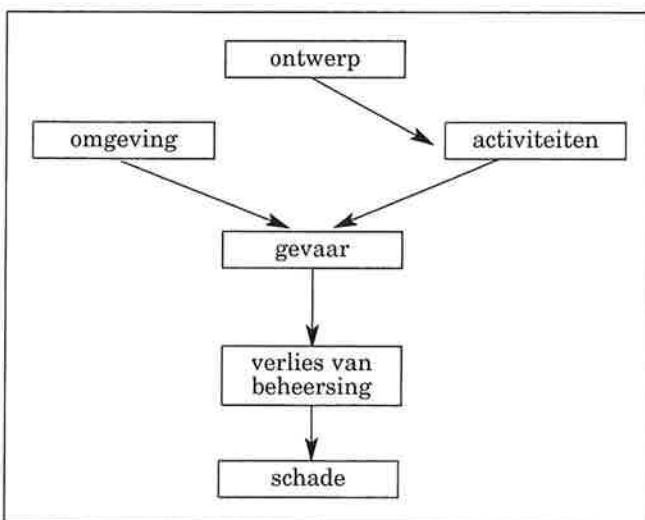 ontwerp
omgeving
activiteiten
gevaar
verlies van
beheersing
schade